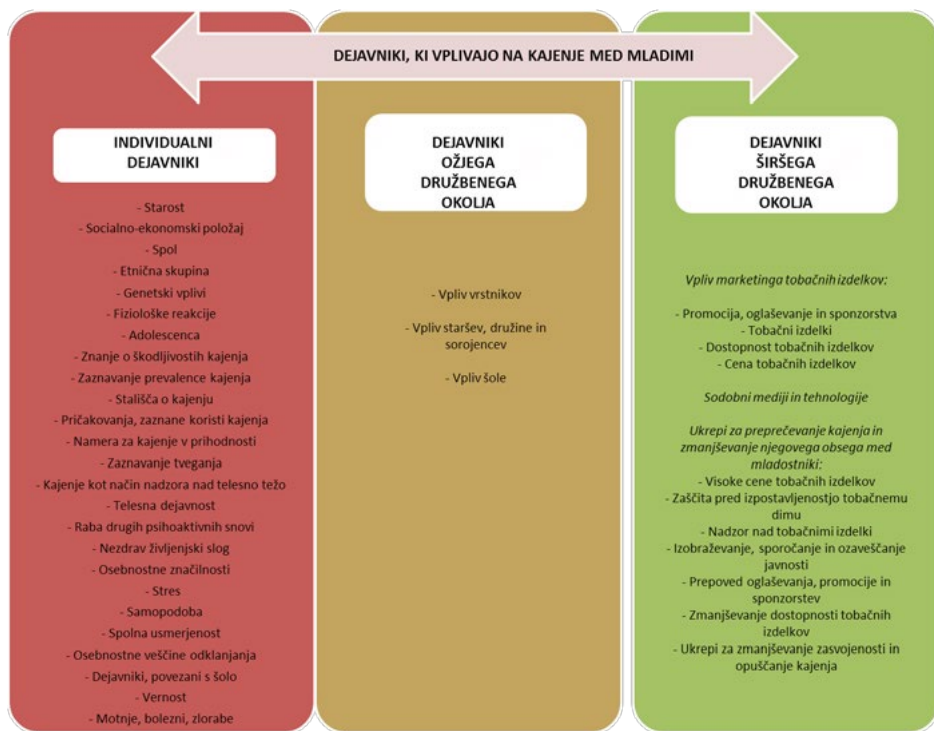 DEJAVNIKI, KI VPLIVAJO NA KAJENJE MED MLADIMI
INDIVIDUALNI
DEJAVNIKI
- Starost
- Socialno-ekonomski položaj
- Spol
- Etnična skupina
- Genetski vplivi
- Fiziološke reakcije
- Adolescenca
- Znanje o škodljivostih kajenja
- Zaznavanje prevalence kajenja
- Stališča o kajenju
- Pričakovanja, zaznane koristi kajenja
- Namera za kajenje v prihodnosti
- Zaznavanje tveganja
- Kajenje kot način nadzora nad telesno težo
- Telesna dejavnost
- Raba drugih psihoaktivnih snovi
- Nezdrav življenjski slog
- Osebnostne značilnosti
- Stres
- Samopodoba
- Spolna usmerjenost
- Osebnostne veščine odklanjanja
- Dejavniki, povezani s šolo
- Vernost
- Motnje, bolezni, zlorabe
DEJAVNIKI
OŽJEGA
DRUŽBENEGA
OKOLJA
- Vpliv vrstnikov
- Vpliv staršev, družine in
sorojencev
- Vpliv šole
DEJAVNIKI
ŠIRŠEGA
DRUŽBENEGA
OKOLJA
Vpliv marketinga tobačnih izdelkov:
- Promocija, oglaševanje in sponzorstva
- Tobačni izdelki
- Dostopnost tobačnih izdelkov
- Cena tobačnih izdelkov
Sodobni mediji in tehnologije
Ukrepi za preprečevanje kajenja in
zmanjševanje njegovega obsega med
mladostniki:
- Visoke cene tobačnih izdelkov
- Zaščita pred izpostavljenostjo tobačnemu
dimu
- Nadzor nad tobačnimi izdelki
- Izobraževanje, sporočanje in ozaveščanje
javnosti
- Prepoved oglaševanja, promocije in
sponzorstev
- Zmanjševanje dostopnosti tobačnih
izdelkov
- Ukrepi za zmanjševanje zasvojenosti in
opuščanje kajenja